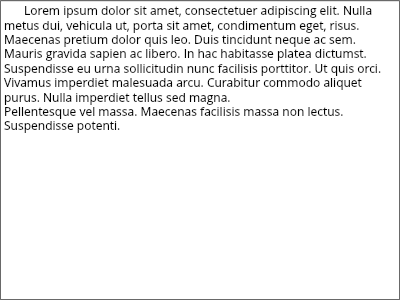 Lorem ipsum dolor sit amet, consectetuer adipiscing elit. Nulla
metus dui, vehicula ut, porta sit amet, condimentum eget, risus.
Maecenas pretium dolor quis leo. Duis tincidunt neque ac sem.
Mauris gravida sapien ac libero. In hac habitasse platea dictumst.
Suspendisse eu urna sollicitudin nunc facilisis porttitor. Ut quis orci.
Vivamus imperdiet malesuada arcu. Curabitur commodo aliquet
purus. Nulla imperdiet tellus sed magna.
Pellentesque vel massa. Maecenas facilisis massa non lectus.
Suspendisse potenti.